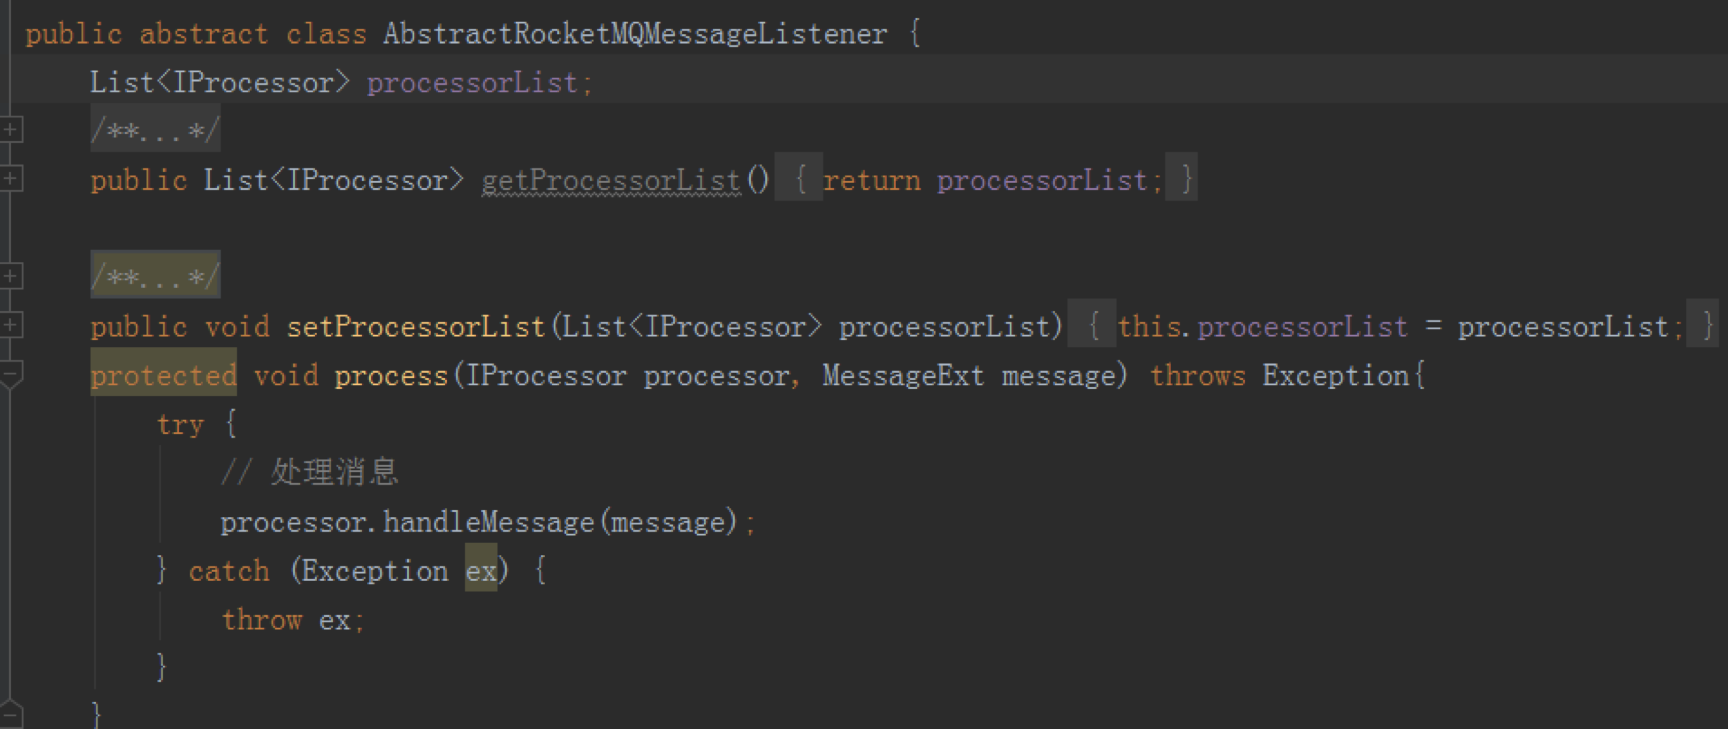 public abstract class AbstractRocketMQMessageListener {
List<IProcessor> processorList;
/**...*/
public List<IProcessor> getProcessorList() { return processorList; }
/**...*/
public void setProcessorList(List<IProcessor> processorList) { this.processorList = processorList; }
protected void process(IProcessor processor, MessageExt message) throws Exception{
try {
// 处理消息
processor.handleMessage(message);
} catch (Exception ex) {
throw ex;
}
}